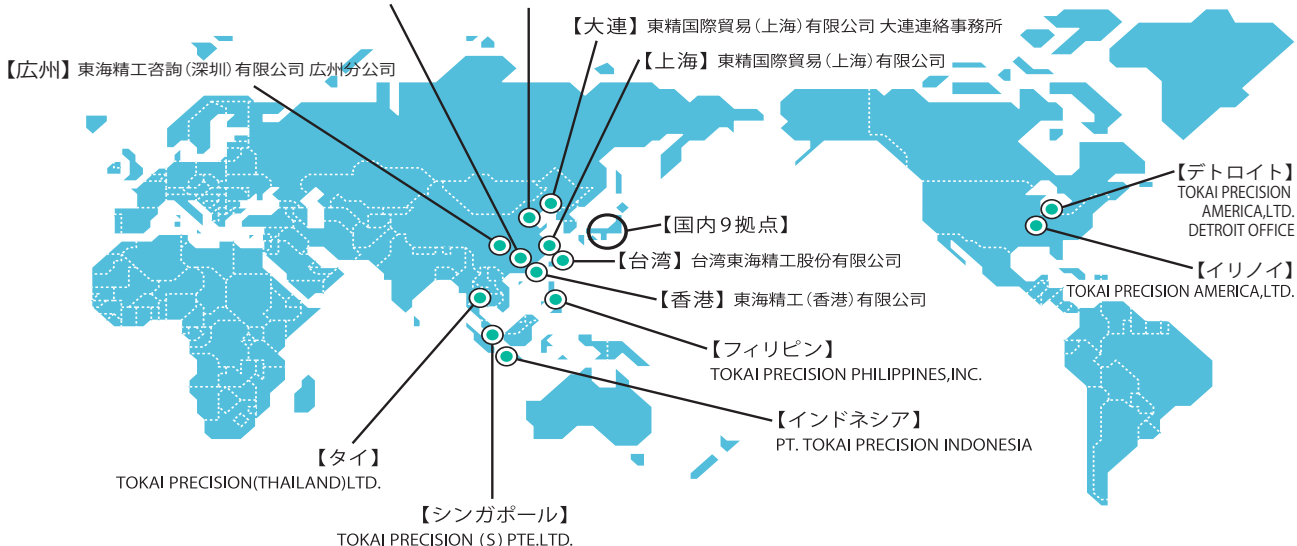 【大連】東精国際貿易(上海)有限公司 大連連絡事務所
【上海】東精国際貿易(上海)有限公司
【広州】東海精工咨詢(深圳)有限公司 広州分公司
【デトロイト】
TOKAI PRECISION
AMERICA,LTD.
DETROIT OFFICE
【国内9拠点】
【台湾】台湾東海精工股份有限公司
【イリノイ】
TOKAI PRECISION AMERICA,LTD.
【香港】東海精工(香港)有限公司
【フィリピン】
TOKAI PRECISION PHILIPPINES,INC.
【インドネシア】
PT. TOKAI PRECISION INDONESIA
【タイ】
TOKAI PRECISION(THAILAND)LTD.
【シンガポール】
TOKAI PRECISION (S) PTE.LTD.